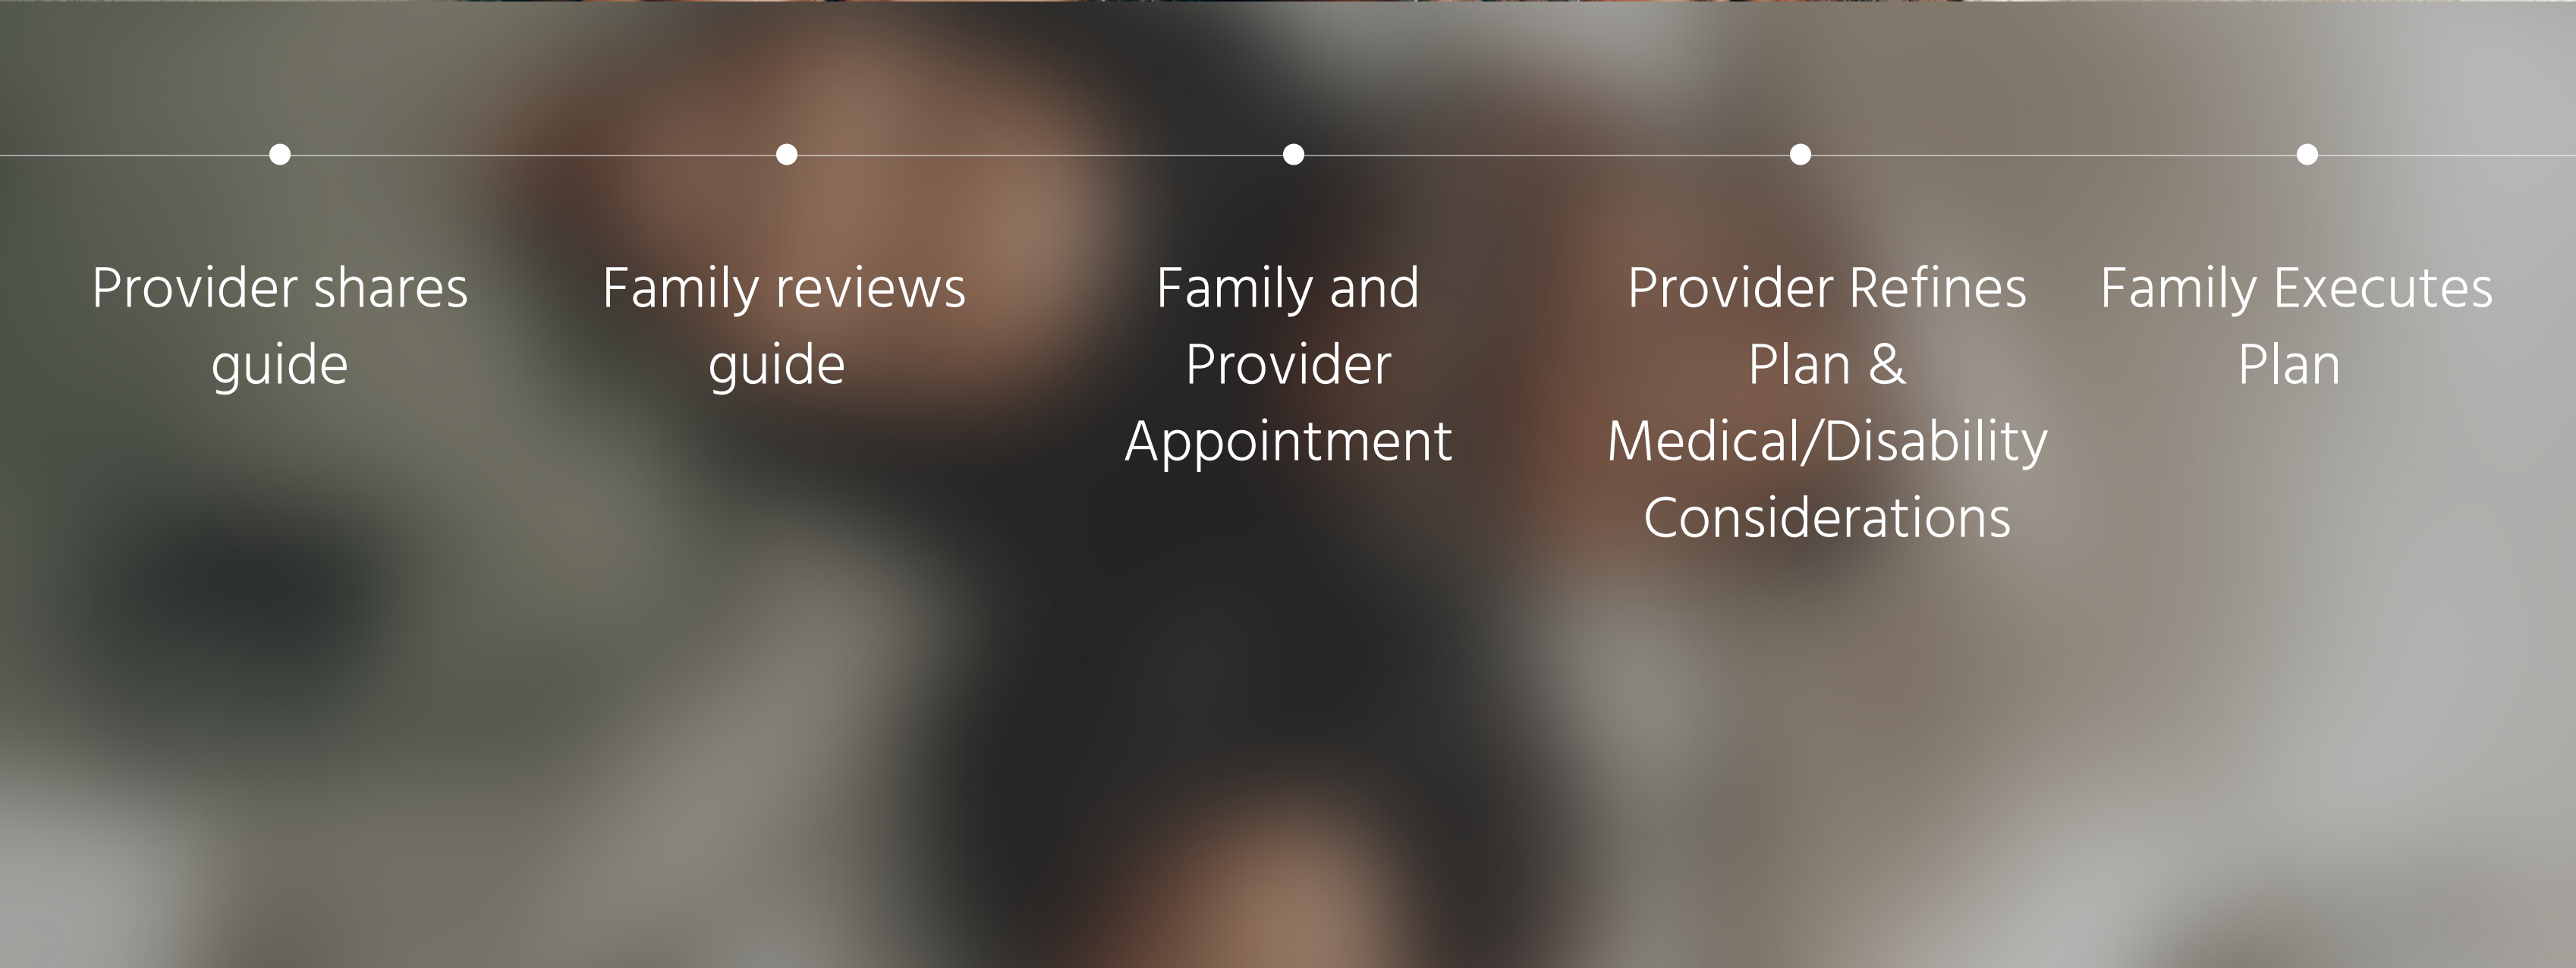 Provider shares
guide
Family reviews
guide
Family and
Provider
Appointment
Provider Refines
Plan &
Medical/Disability
Considerations
Family Executes
Plan